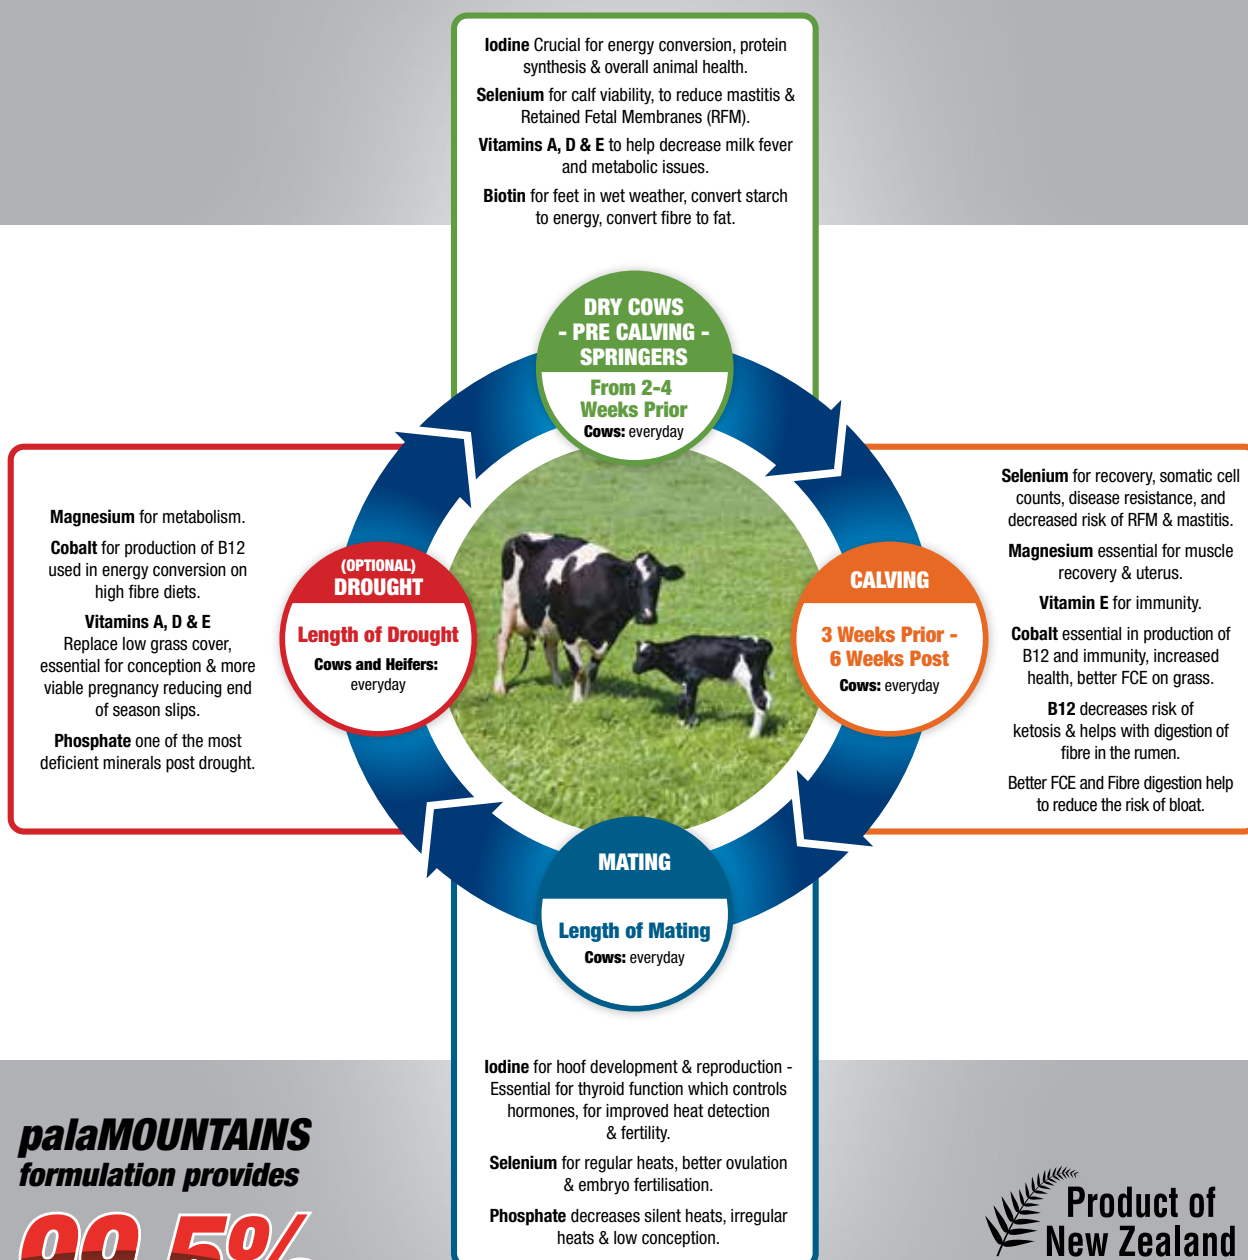 Iodine Crucial for energy conversion, protein
synthesis & overall animal health.
Selenium for calf viability, to reduce mastitis &
Retained Fetal Membranes (RFM).
Vitamins A, D & E to help decrease milk fever
and metabolic issues.
Biotin for feet in wet weather, convert starch
to energy, convert fibre to fat.
DRY COWS
- PRE CALVING -
SPRINGERS
From 2-4
Weeks Prior
Cows: everyday
Selenium for recovery, somatic cell
counts, disease resistance, and
decreased risk of RFM & mastitis.
Magnesium essential for muscle
recovery & uterus.
Vitamin E for immunity.
Cobalt essential in production of
B12 and immunity, increased
health, better FCE on grass.
B12 decreases risk of
ketosis & helps with digestion of
fibre in the rumen.
Better FCE and Fibre digestion help
to reduce the risk of bloat.
CALVING
3 Weeks Prior -
6 Weeks Post
Cows: everyday
Magnesium for metabolism.
Cobalt for production of B12
used in energy conversion on
high fibre diets.
Vitamins A, D & E
Replace low grass cover,
essential for conception & more
viable pregnancy reducing end
of season slips.
Phosphate one of the most
deficient minerals post drought.
(OPTIONAL)
DROUGHT
Length of Drought
Cows and Heifers:
everyday
MATING
Length of Mating
Cows: everyday
Iodine for hoof development & reproduction -
Essential for thyroid function which controls
hormones, for improved heat detection
& fertility.
Selenium for regular heats, better ovulation
& embryo fertilisation.
Phosphate decreases silent heats, irregular
heats & low conception.
palaMOUNTAINS
formulation provides
99.5%
Product of
New Zealand